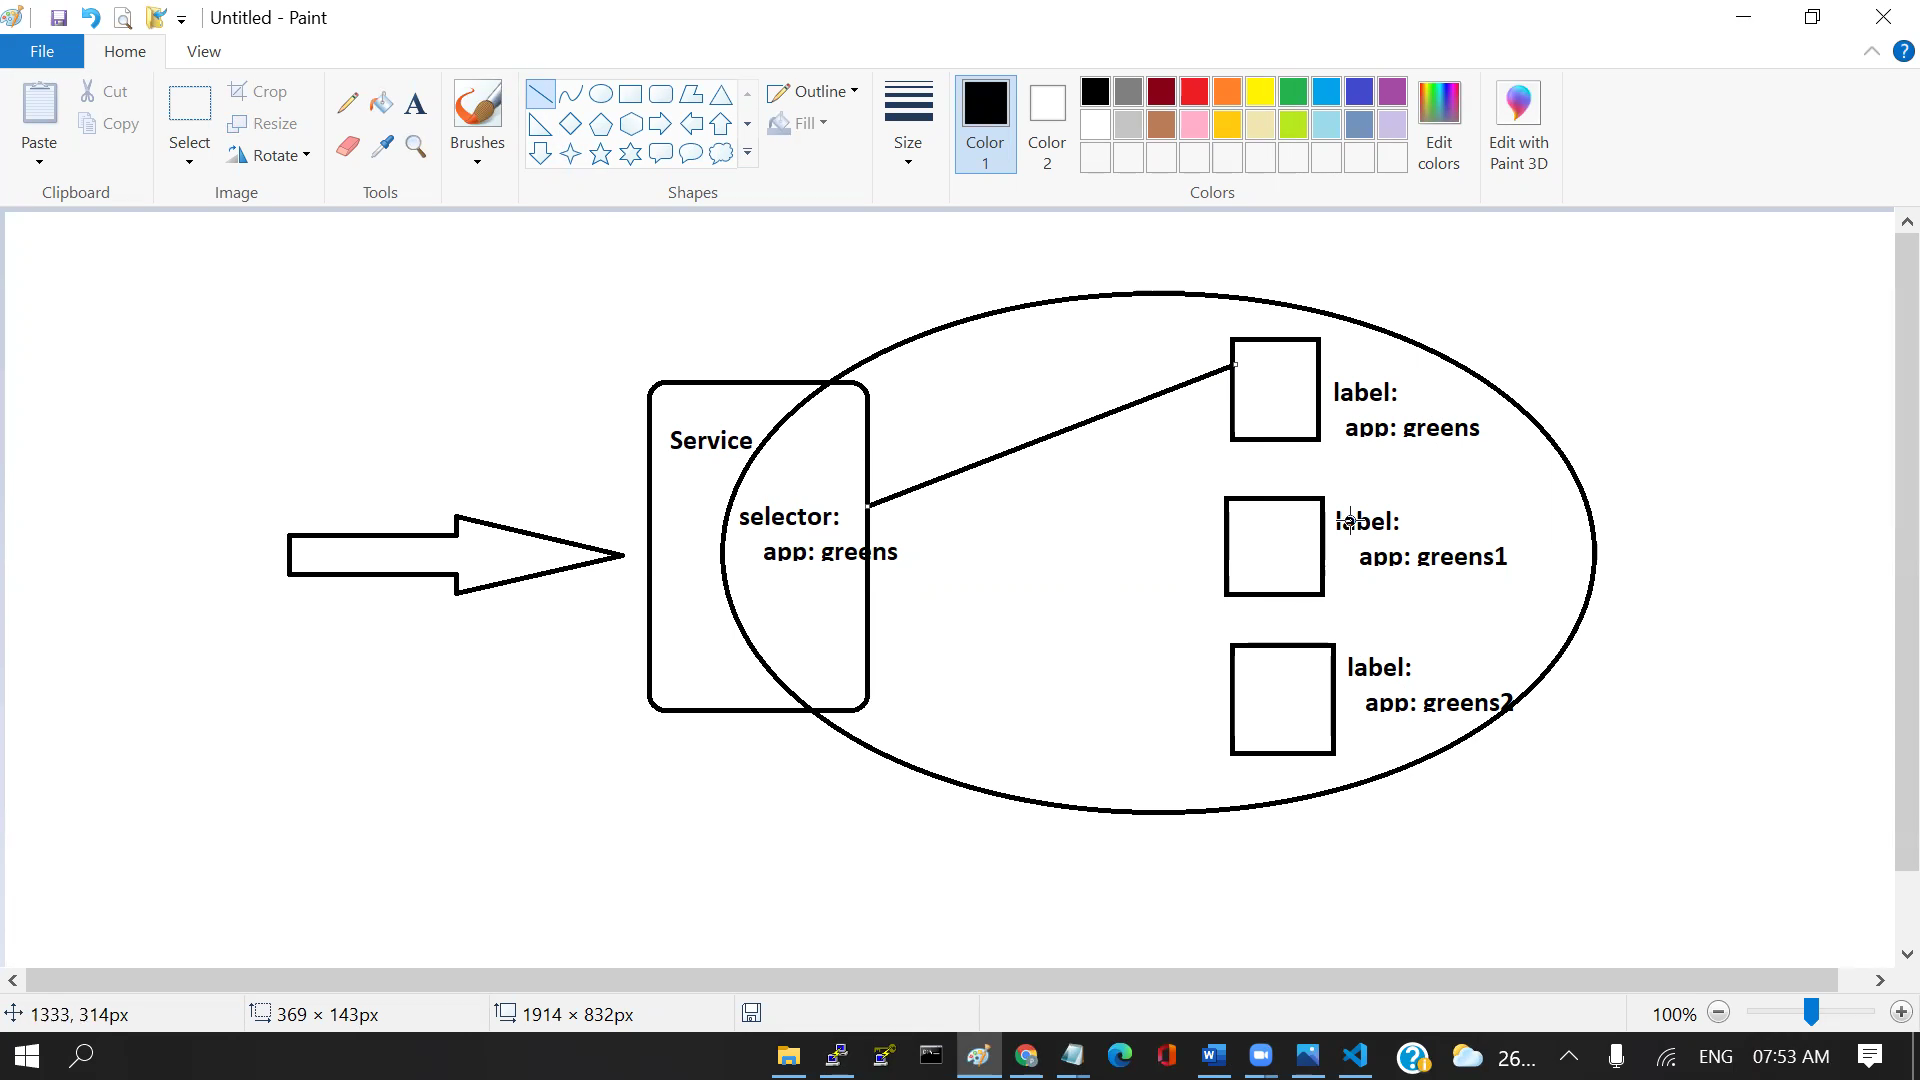 Untitled - Paint
File
Home
View
Paste
Cut
Copy
Clipboard
Select
Crop
Resize
Rotate
Image
Tools
Brushes
Shapes
Outline
Fill
Size
Color
1
Color
2
Colors
Edit
colors
Edit with
Paint 3D
label:
app: greens
Service
selector:
app: greens
label:
app: greens1
label:
app: greens2
1333, 314px
369 × 143px
1914 × 832px
100%
26...
ENG
07:53 AM